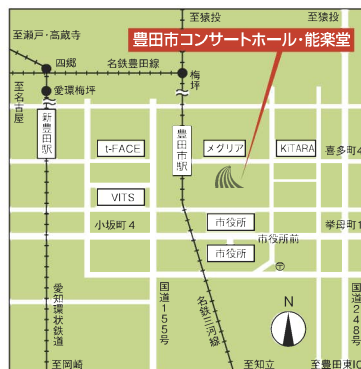 至瀬戸・高蔵寺
至猿投
至猿投
豊田市コンサートホール・能楽堂
四郷
名鉄豊田線
梅坪
至名古屋
愛環梅坪
新豊田駅
t-FACE
豊田市駅
メグリア
KiTARA
喜多町4
VITS
小坂町4
市役所
挙母町4
市役所前
市役所
愛知環状鉄道
国道155号
名鉄三河線
N
国道248号
至岡崎
至知立
至豊田東IC